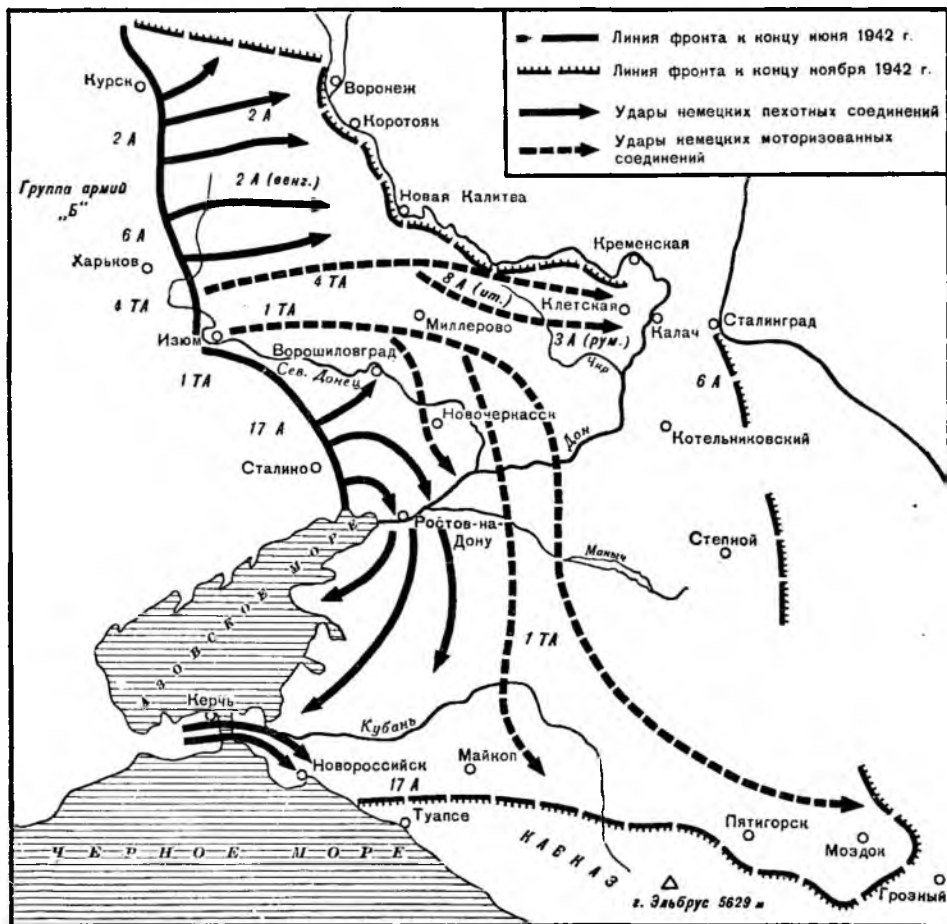 Линия фронта к концу июня 1942 г.
Линия фронта к концу ноября 1942 г.
Удары немецких пехотных соединений
Удары немецких моторизованных
соединений
Курск
Воронеж
2 А
Коротояк
2 А
Группа армий
„Б"
2 А (венг.)
Новая Калитва
6 А
Харьков
Кременская
4 ТА
4 ТА
8 А (ит.)
Клетская
1 ТА
Миллерово
3 А (рум.)
Калач
Сталинград
Изюм
Ворошиловград
Сев. Донец
Чир
1 ТА
6 А
17 А
Новочеркасск
Дон
Котельниковский
Сталино
Ростов-на-
Дону
Степной
Маныч
АЗОВСКОЕ МОРЕ
1 ТА
Керчь
Кубань
Майкоп
Новороссийск
17 А
Туапсе
Пятигорск
Моздок
КАВКАЗ
ЧЕРНОЕ МОРЕ
Грозный
г. Эльбрус 5629 м